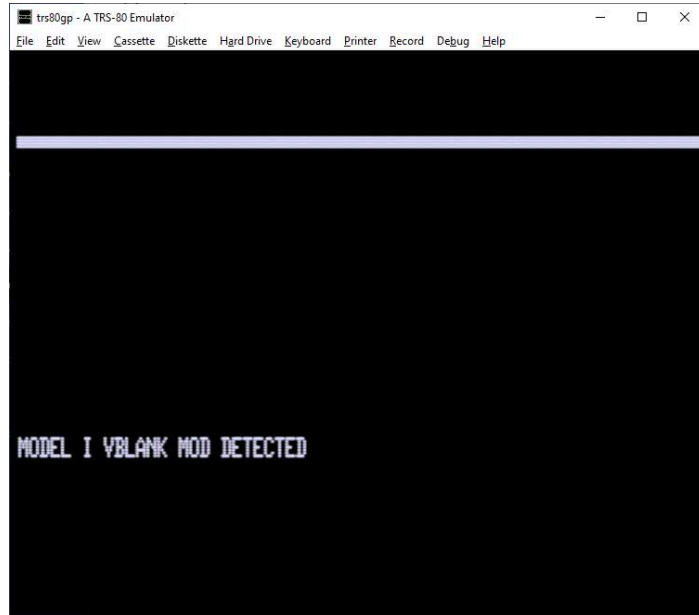 trs80gp - A TRS-80 Emulator
File Edit View Cassette Diskette Hard Drive Keyboard Printer Record Debug Help
MODEL I VBLANK MOD DETECTED